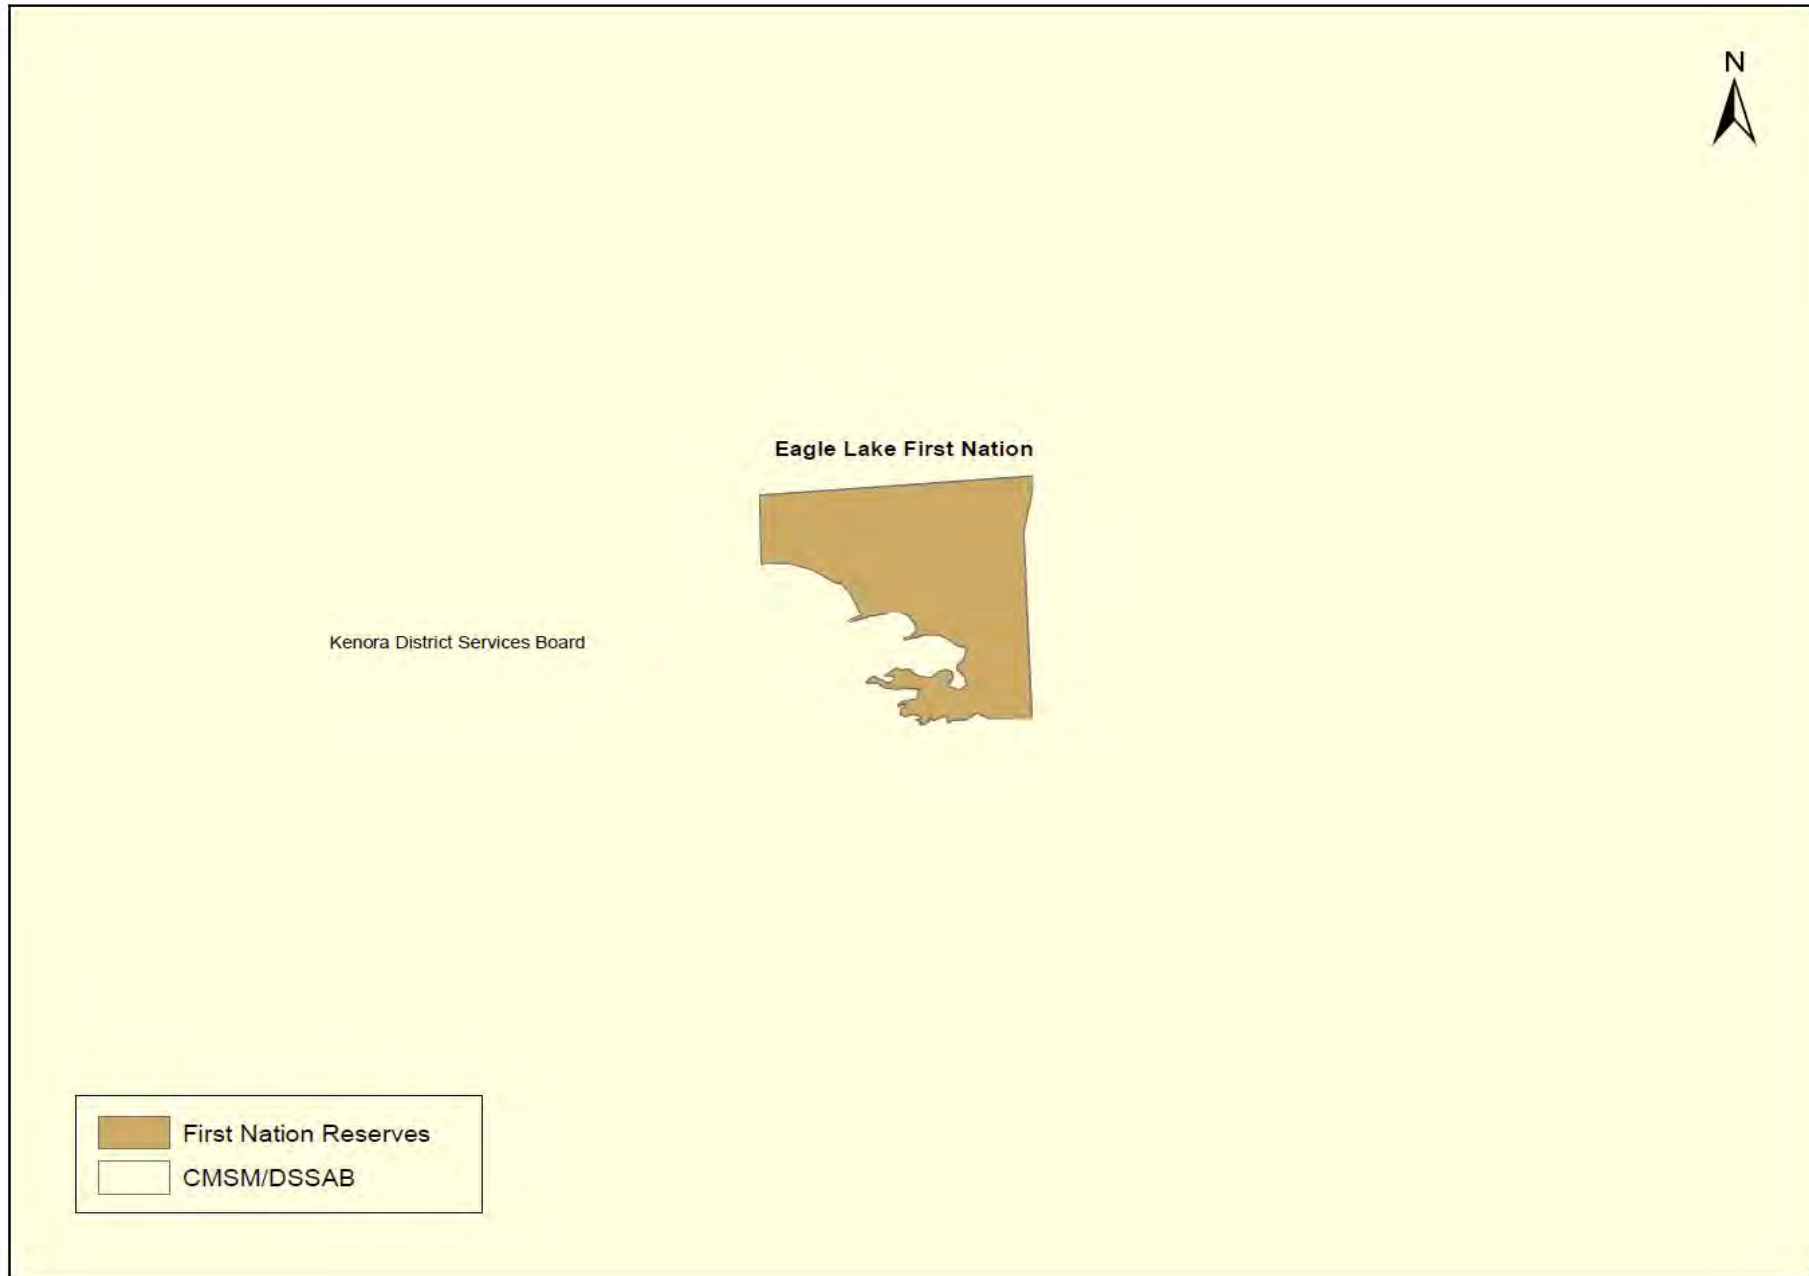 N
Eagle Lake First Nation
Kenora District Services Board
First Nation Reserves
CMSM/DSSAB